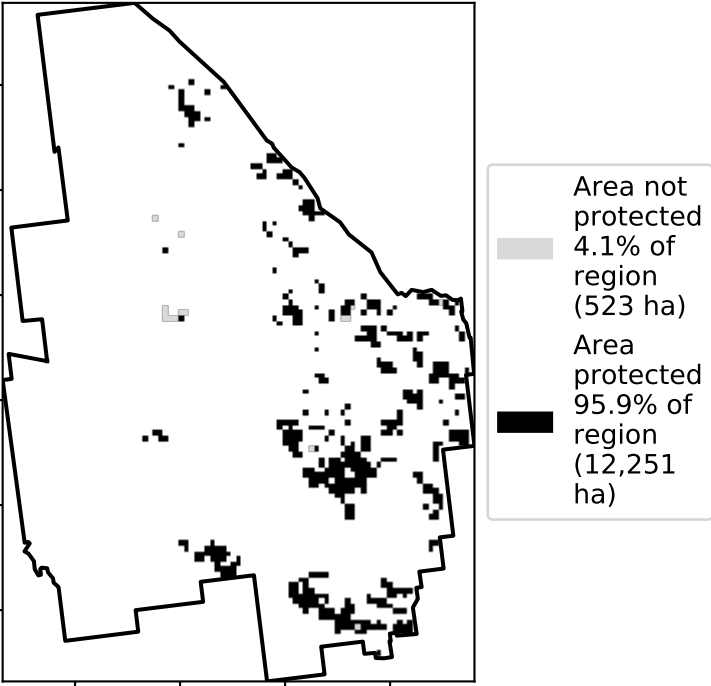 Area not
protected
4.1% of
region
(523 ha)
Area
protected
95.9% of
region
(12,251
ha)